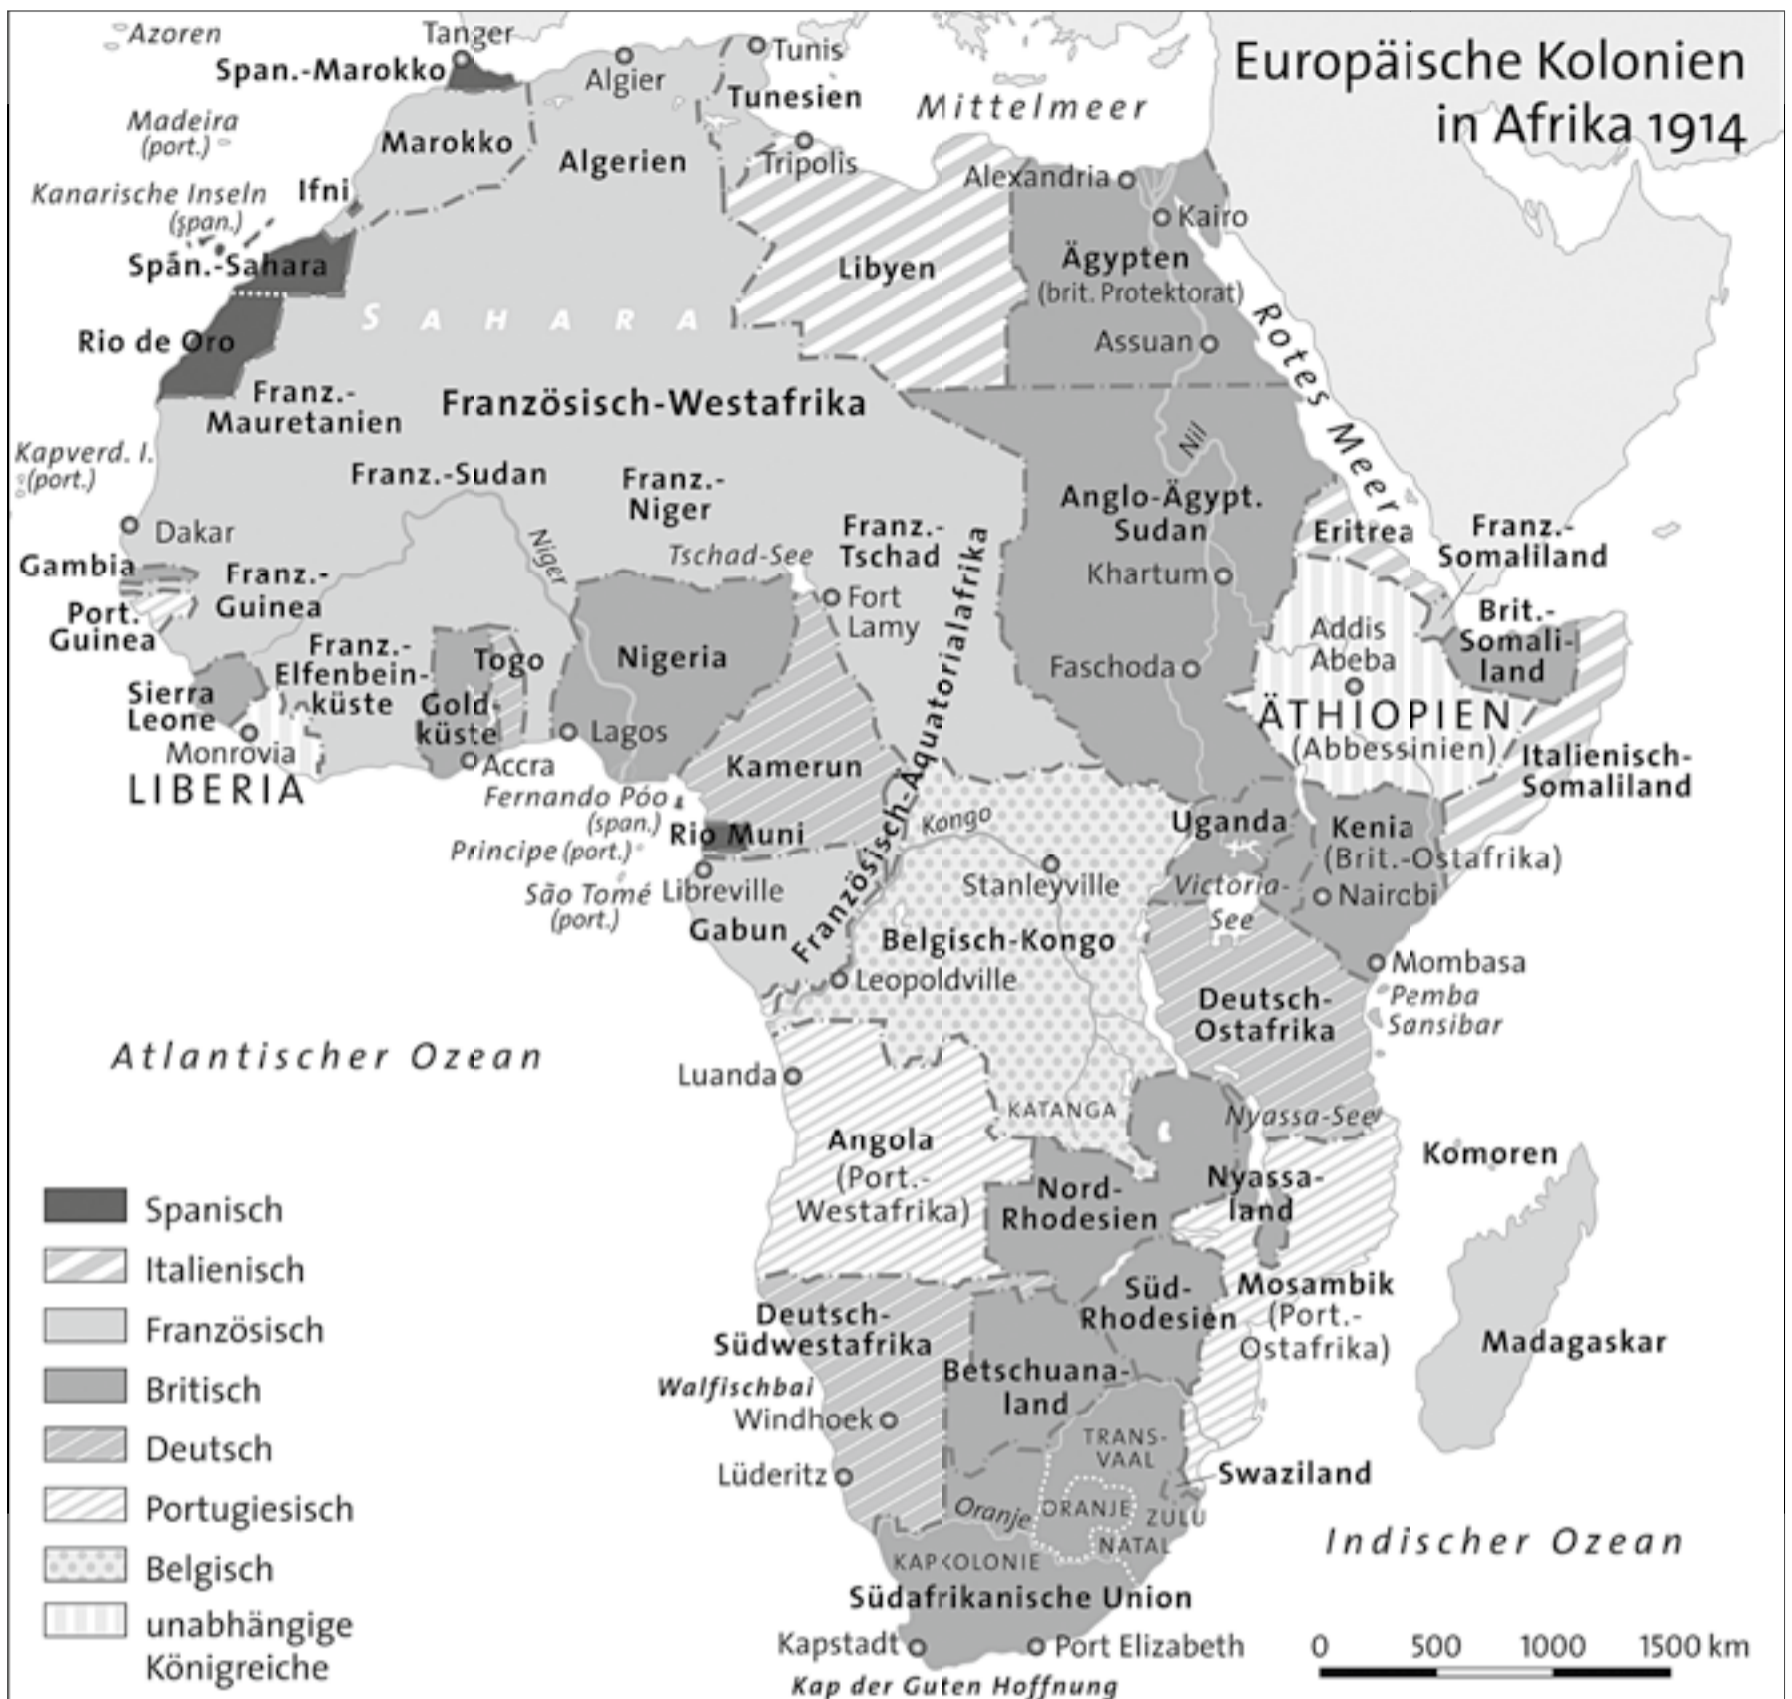 Europäische Kolonien
in Afrika 1914
Azoren
Tanger
Span.-Marokko
Algier
Tunis
Tunesien
Mittelmeer
Madeira
(port.)
Marokko
Algerien
Tripolis
Alexandria
Kanarische Inseln
(span.)
Ifni
Kairo
Span.-Sahara
Libyen
Ägypten
(brit. Protektorat)
SAHARA
Rotes Meer
Rio de Oro
Assuan
Franz.-
Mauretanien
Französisch-Westafrika
Kapverd. I.
(port.)
Franz.-Sudan
Franz.-
Niger
Nil
Anglo-Ägypt.
Sudan
Dakar
Niger
Tschad-See
Franz.-
Tschad
Eritrea
Franz.-
Somaliland
Gambia
Franz.-
Guinea
Khartum
Fort
Lamy
Port.
Guinea
Brit.-
Somali-
land
Addis
Abeba
Franz.-
Elfenbein-
küste
Togo
Nigeria
Faschoda
Sierra
Leone
Gold-
küste
Lagos
ÄTHIOPIEN
(Abbessinien)
Monrovia
LIBERIA
Accra
Kamerun
Italienisch-
Somaliland
Französisch-Äquatorialafrika
Fernando Póo
(span.)
Rio Muni
Kongo
Uganda
Kenia
(Brit.-Ostafrika)
Principe (port.)
Stanleyville
São Tomé
(port.)
Libreville
Victoria-
See
Nairobi
Gabun
Belgisch-Kongo
Leopoldville
Mombasa
Pemba
Sansibar
Deutsch-
Ostafrika
Atlantischer Ozean
Luanda
KATANGA
Nyassa-See
Angola
(Port.-
Westafrika)
Komoren
Nord-
Rhodesien
Nyassa-
land
Süd-
Rhodesien
Mosambik
(Port.-
Ostafrika)
Madagaskar
Deutsch-
Südwestafrika
Betschuana-
land
Walfischbai
Windhoek
TRANS-
VAAL
Lüderitz
Swaziland
Oranje
ORANJE
ZULU
NATAL
Indischer Ozean
KAPKOLONIE
Südafrikanische Union
Kapstadt
Port Elizabeth
Kap der Guten Hoffnung
Spanisch
Italienisch
Französisch
Britisch
Deutsch
Portugiesisch
Belgisch
unabhängige
Königreiche
0 500 1000 1500 km